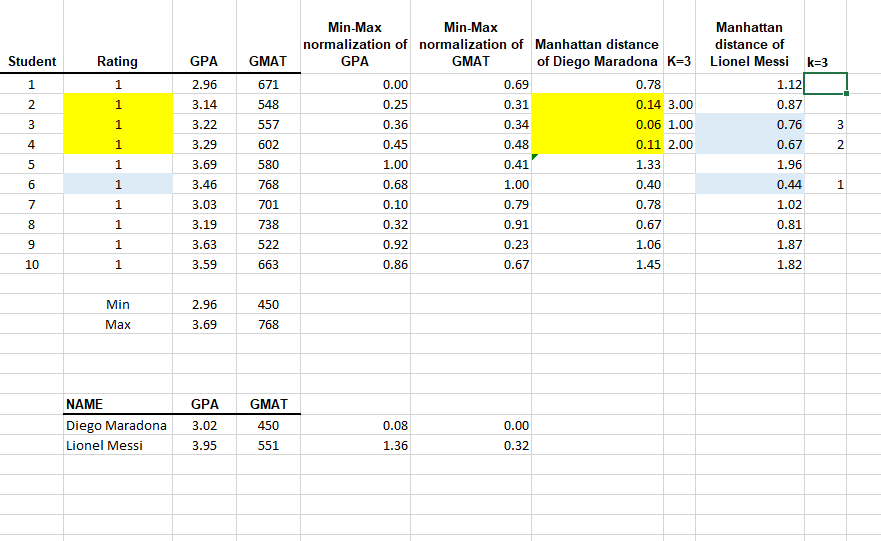 Student Rating GPA GMAT Min-Max normalization of GPA Min-Max normalization of GMAT Manhattan distance of Diego Maradona K=3 Manhattan distance of Lionel Messi k=3
1 1 2.96 671 0.00 0.69 0.78 1.12
2 1 3.14 548 0.25 0.31 0.14 3.00 0.87
3 1 3.22 557 0.36 0.34 0.06 1.00 0.76 3
4 1 3.29 602 0.45 0.48 0.11 2.00 0.67 2
5 1 3.69 580 1.00 0.41 1.33 1.96
6 1 3.46 768 0.68 1.00 0.40 0.44 1
7 1 3.03 701 0.10 0.79 0.78 1.02
8 1 3.19 738 0.32 0.91 0.67 0.81
9 1 3.63 522 0.92 0.23 1.06 1.87
10 1 3.59 663 0.86 0.67 1.45 1.82
Min 2.96 450
Max 3.69 768
NAME GPA GMAT
Diego Maradona 3.02 450 0.08 0.00
Lionel Messi 3.95 551 1.36 0.32